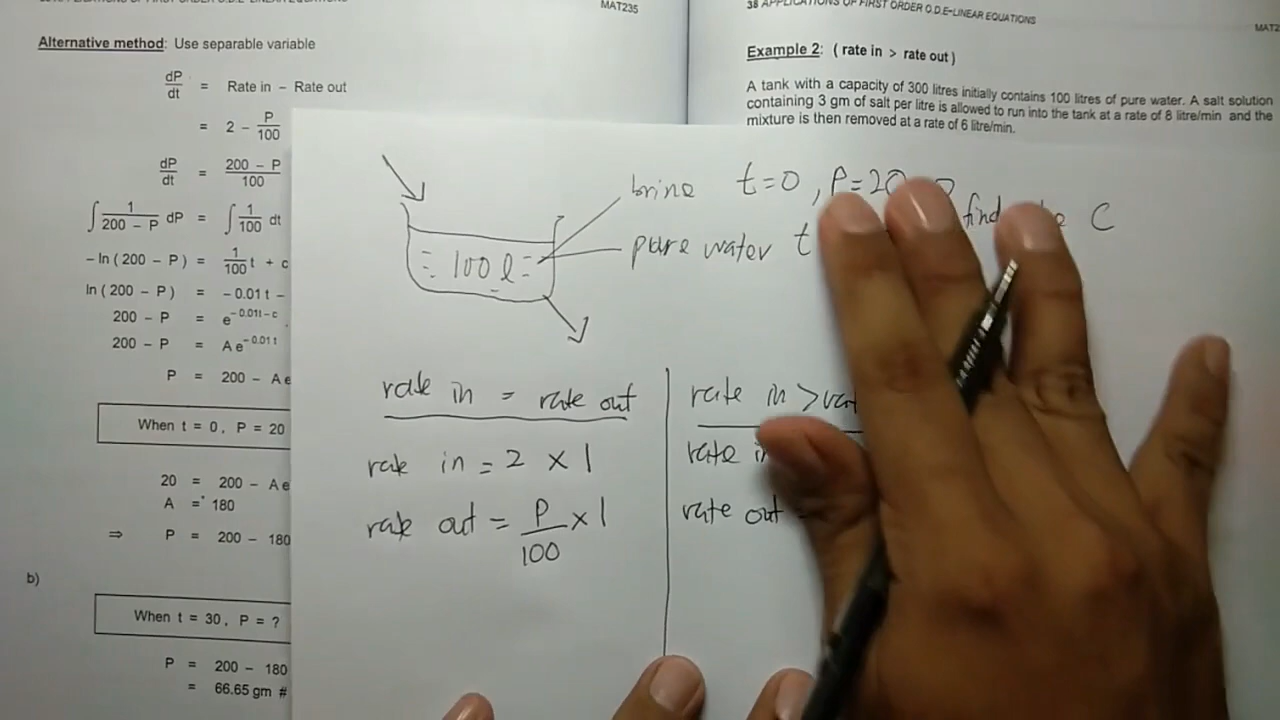 MAT235
Alternative method: Use separable variable
dP/dt = Rate in − Rate out
= 2 − P/100
dP/dt = 200 − P/100
∫ 1/200 − P dP = ∫ 1/100 dt
− ln ( 200 − P ) = 1/100 t + c
ln ( 200 − P ) = − 0.01 t −
200 − P = e^−0.01t−c
200 − P = A e^−0.01 t
P = 200 − A e
When t = 0 , P = 20
20 = 200 − A e
A = 180
⇒ P = 200 − 180
b)
When t = 30 , P = ?
P = 200 − 180
= 66.65 gm #
38 APPLICATIONS OF FIRST ORDER O.D.E–LINEAR EQUATIONS
Example 2: ( rate in > rate out )
A tank with a capacity of 300 litres initially contains 100 litres of pure water. A salt solution
containing 3 gm of salt per litre is allowed to run into the tank at a rate of 8 litre/min and the
mixture is then removed at a rate of 6 litre/min.
brine t=0 , P=20
find C
pure water t
100 l
rate in = rate out
rate in = 2 × 1
rate out = P/100 × 1
rate in >
rate
rate out =